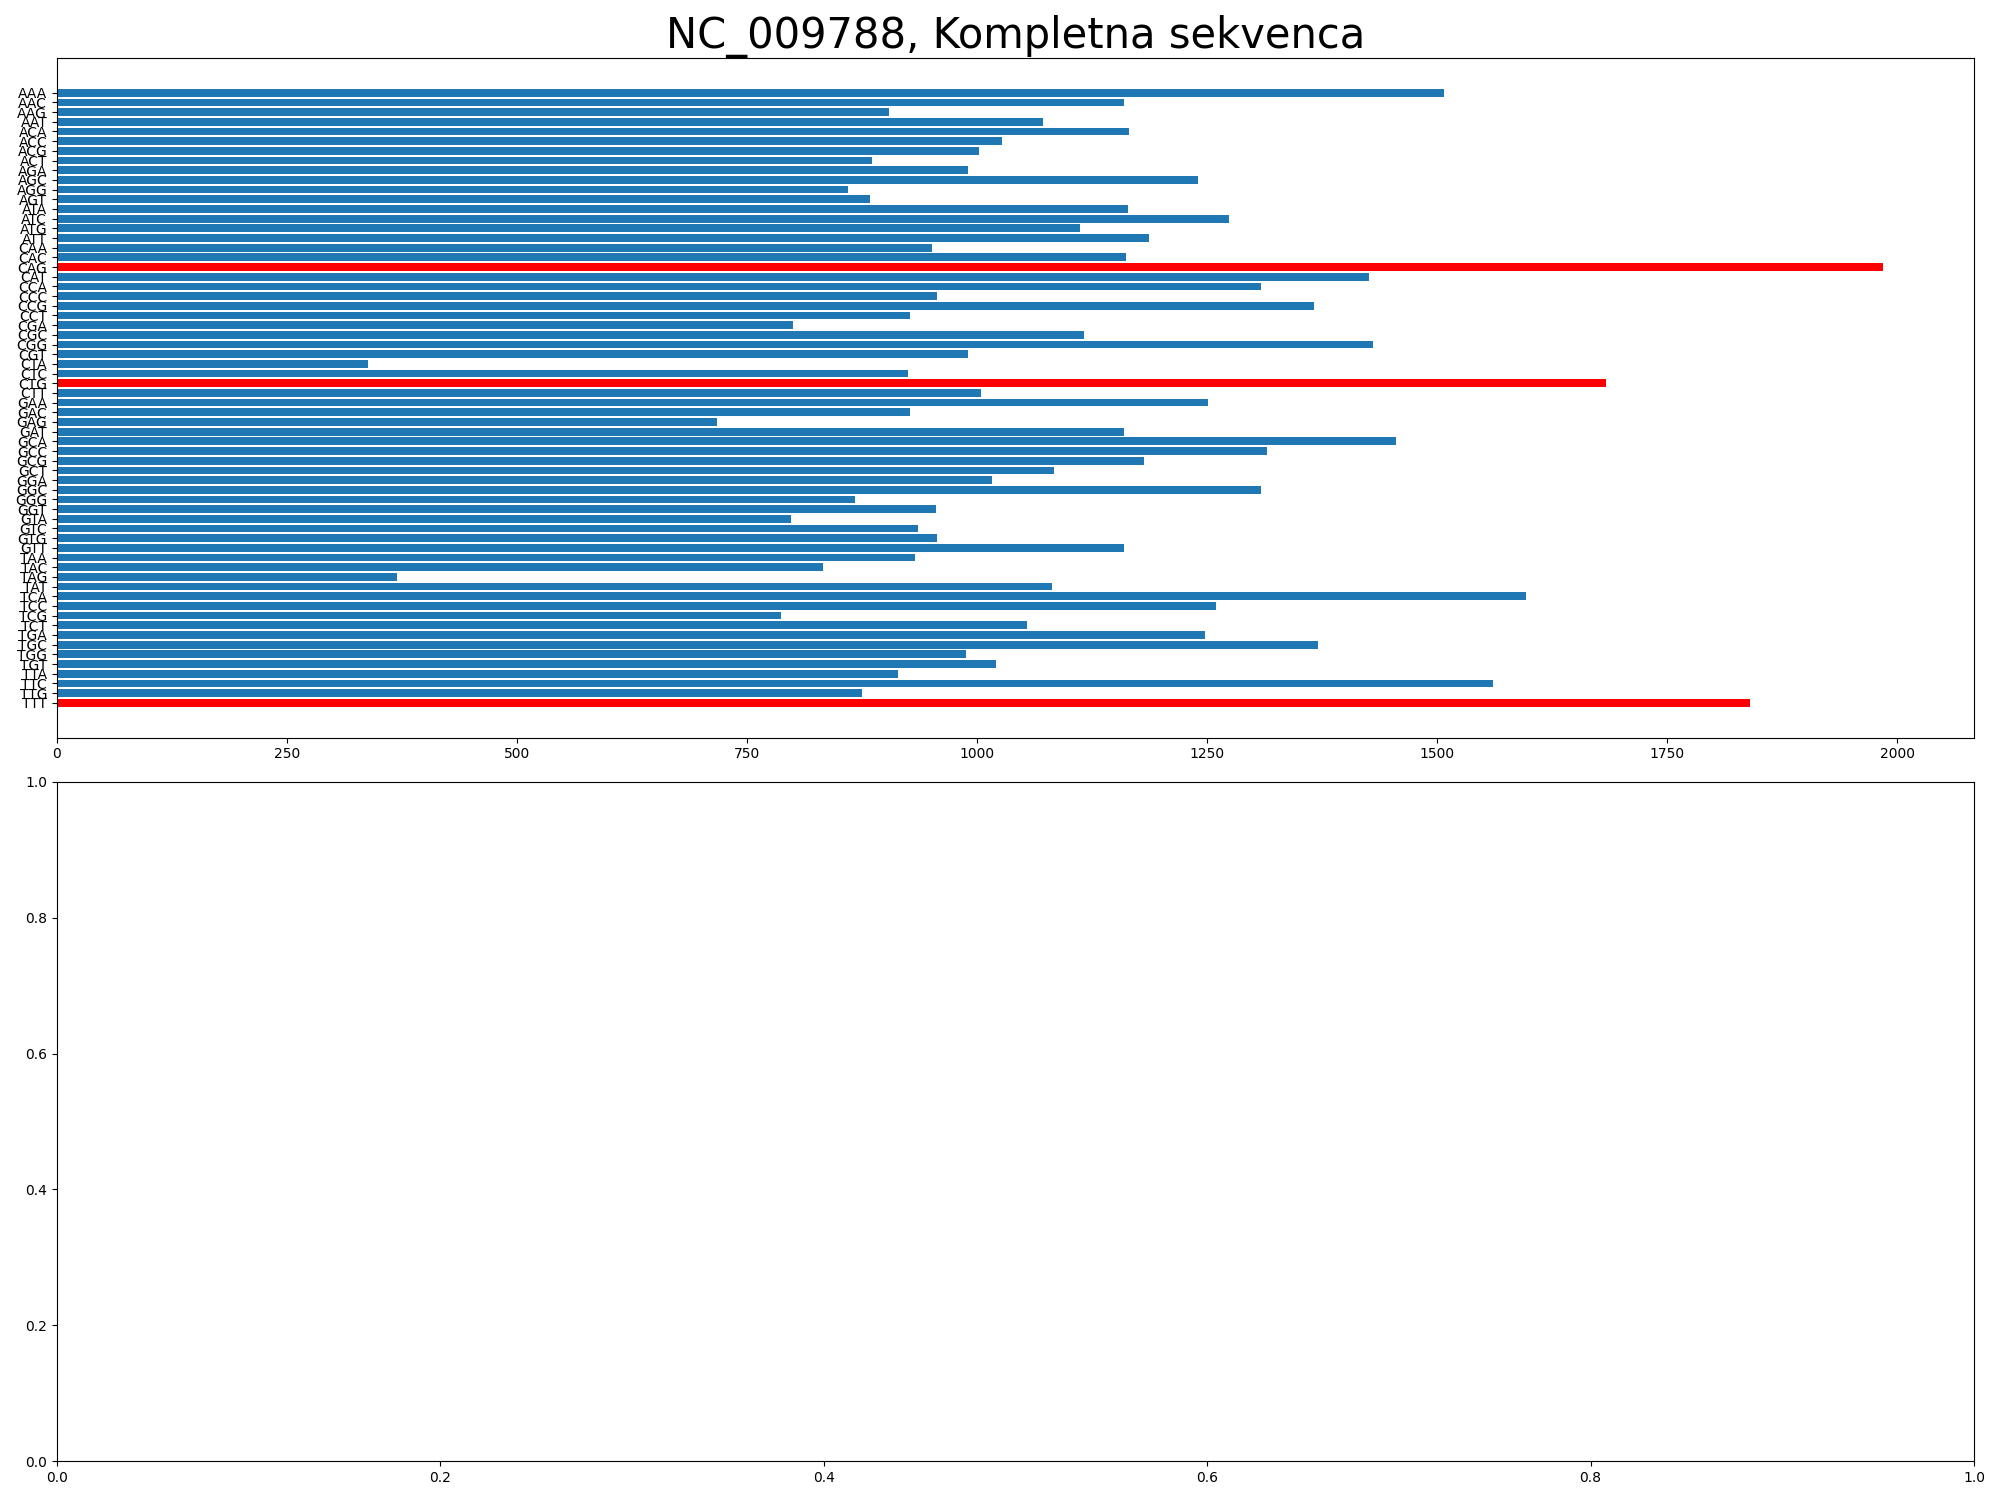 NC_009788, Kompletna sekvenca
AAA
AAC
AAG
AAT
ACA
ACC
ACG
ACT
AGA
AGC
AGG
AGT
ATA
ATC
ATG
ATT
CAA
CAC
CAG
CAT
CCA
CCC
CCG
CCT
CGA
CGC
CGG
CGT
CTA
CTC
CTG
CTT
GAA
GAC
GAG
GAT
GCA
GCC
GCG
GCT
GGA
GGC
GGG
GGT
GTA
GTC
GTG
GTT
TAA
TAC
TAG
TAT
TCA
TCC
TCG
TCT
TGA
TGC
TGG
TGT
TTA
TTC
TTG
TTT
0 250 500 750 1000 1250 1500 1750 2000
1.0
0.8
0.6
0.4
0.2
0.0
0.0 0.2 0.4 0.6 0.8 1.0